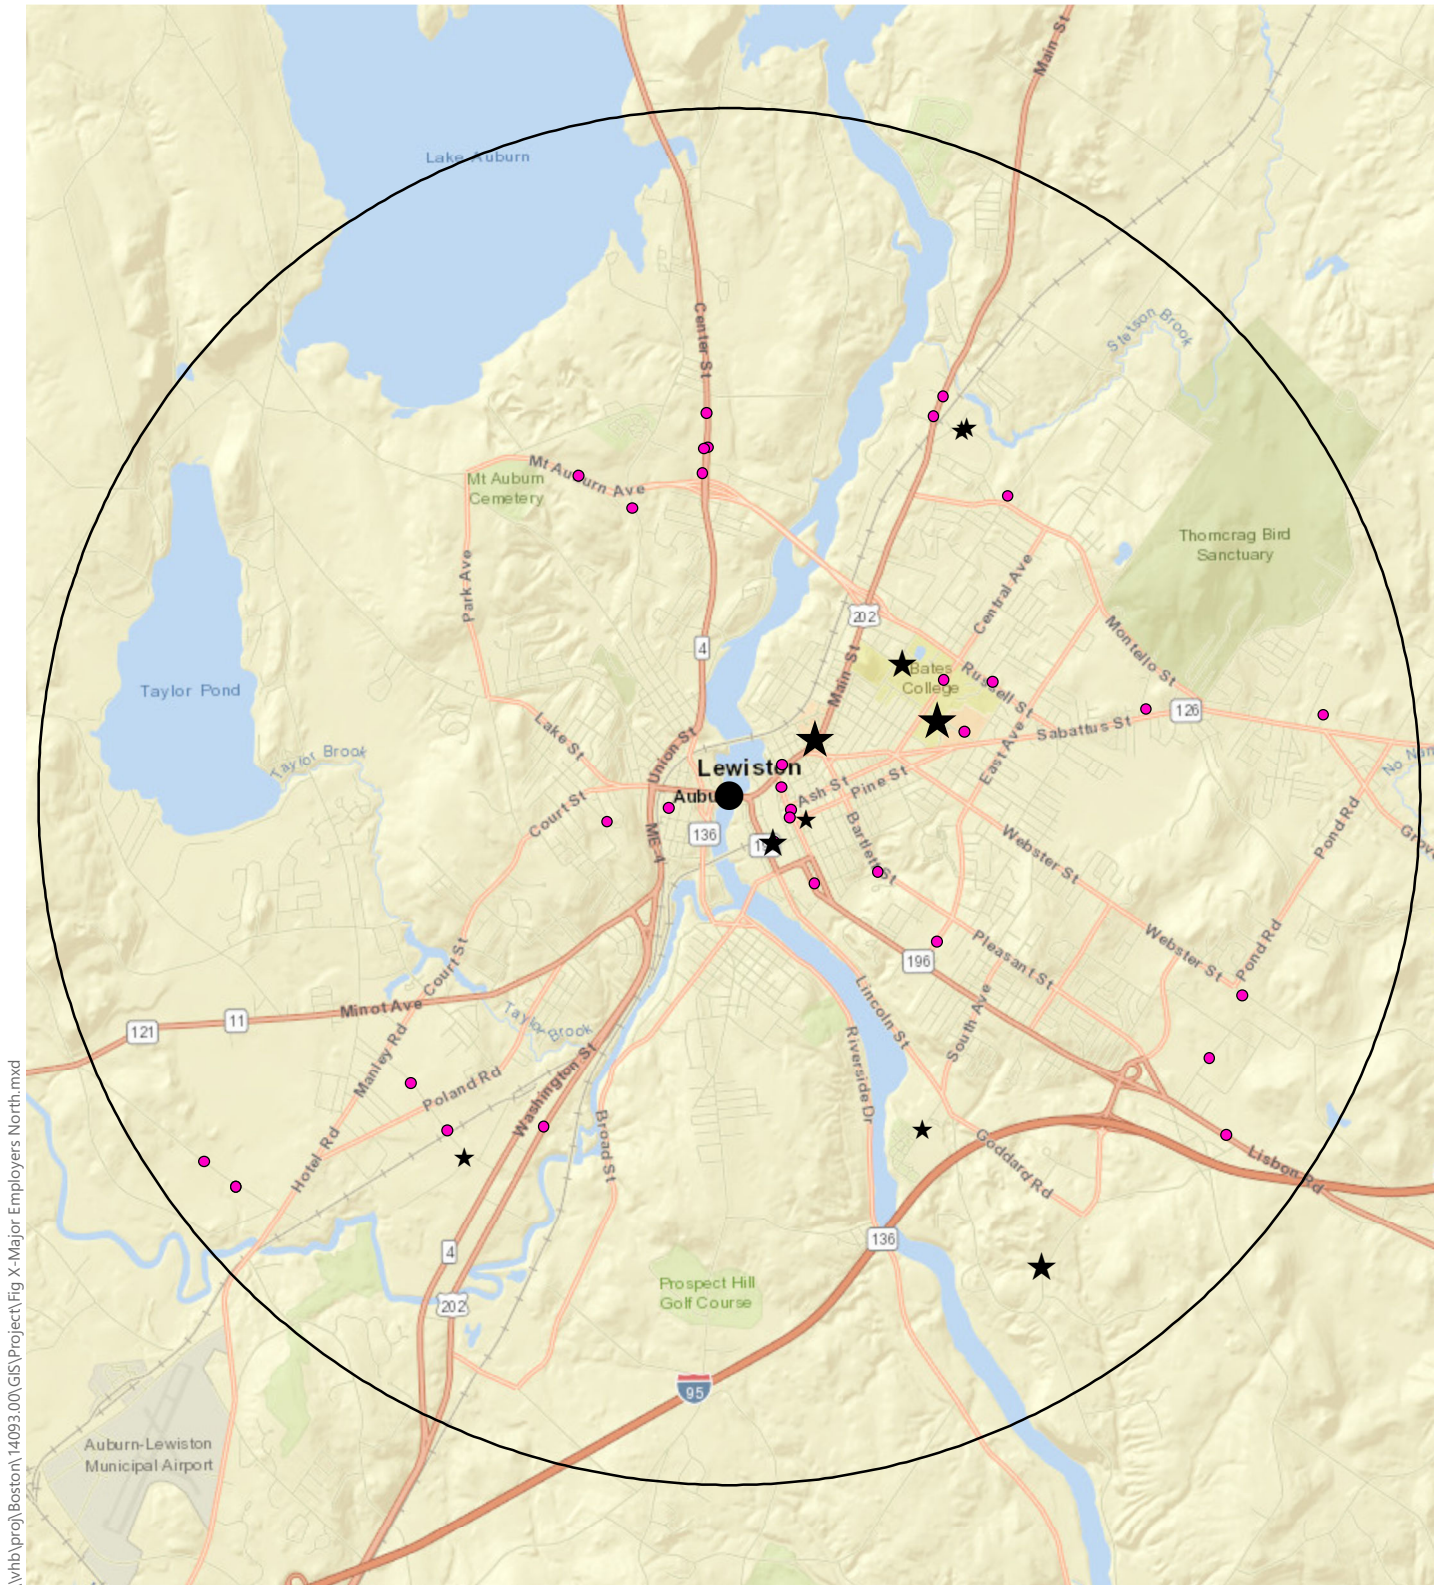 Main St
Lake Auburn
Center St
Stetson Brook
Mt Auburn Ave
Mt Auburn
Cemetery
Thorncrag Bird
Sanctuary
Park Ave
Central Ave
202
Montello St
4
Main St
Bates
College
Russell St
Taylor Pond
126
Lake St
Union St
Sabattus St
East Ave
Taylor Brook
Lewiston
Ash St
Pine St
Court St
ME 4
136
Bartlett St
Webster St
Pond Rd
Webster St
Pond Rd
Pleasant St
196
Court St
Lincoln St
South Ave
Minot Ave
11
121
Taylor Brook
Manley Rd
Poland Rd
Washington St
Riverside Dr
Broad St
Hotel Rd
Goddard Rd
Lisbon Rd
136
4
202
Prospect Hill
Golf Course
95
Auburn-Lewiston
Municipal Airport
\vhb\proj\Boston\14093.00\GIS\Project\Fig X-Major Employers North.mxd